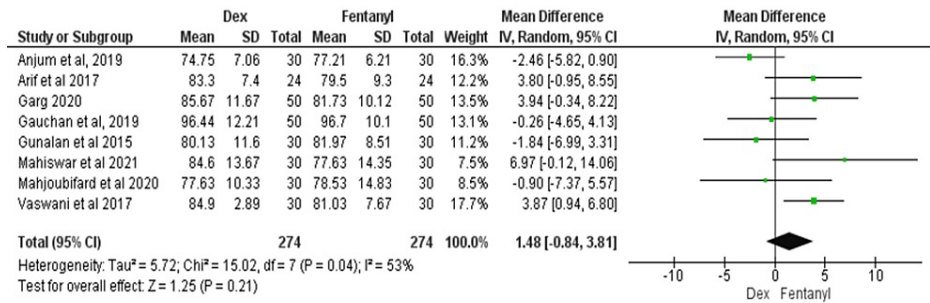 Dex Fentanyl Mean Difference Mean Difference
Study or Subgroup Mean SD Total Mean SD Total Weight IV, Random, 95% CI IV, Random, 95% CI
Anjum et al, 2019 74.75 7.06 30 77.21 6.21 30 16.3% -2.46 [-5.82, 0.90]
Arif et al 2017 83.3 7.4 24 79.5 9.3 24 12.2% 3.80 [-0.95, 8.55]
Garg 2020 85.67 11.67 50 81.73 10.12 50 13.5% 3.94 [-0.34, 8.22]
Gauchan et al, 2019 96.44 12.21 50 96.7 10.1 50 13.1% -0.26 [-4.65, 4.13]
Gunalan et al 2015 80.13 11.6 30 81.97 8.51 30 11.2% -1.84 [-6.99, 3.31]
Mahiswar et al 2021 84.6 13.67 30 77.63 14.35 30 7.5% 6.97 [-0.12, 14.06]
Mahjoubifard et al 2020 77.63 10.33 30 78.53 14.83 30 8.5% -0.90 [-7.37, 5.57]
Vaswani et al 2017 84.9 2.89 30 81.03 7.67 30 17.7% 3.87 [0.94, 6.80]
Total (95% CI) 274 274 100.0% 1.48 [-0.84, 3.81]
Heterogeneity: Tau² = 5.72; Chi² = 15.02, df = 7 (P = 0.04); I² = 53%
Test for overall effect: Z = 1.25 (P = 0.21)
-10 -5 0 5 10
Dex Fentanyl